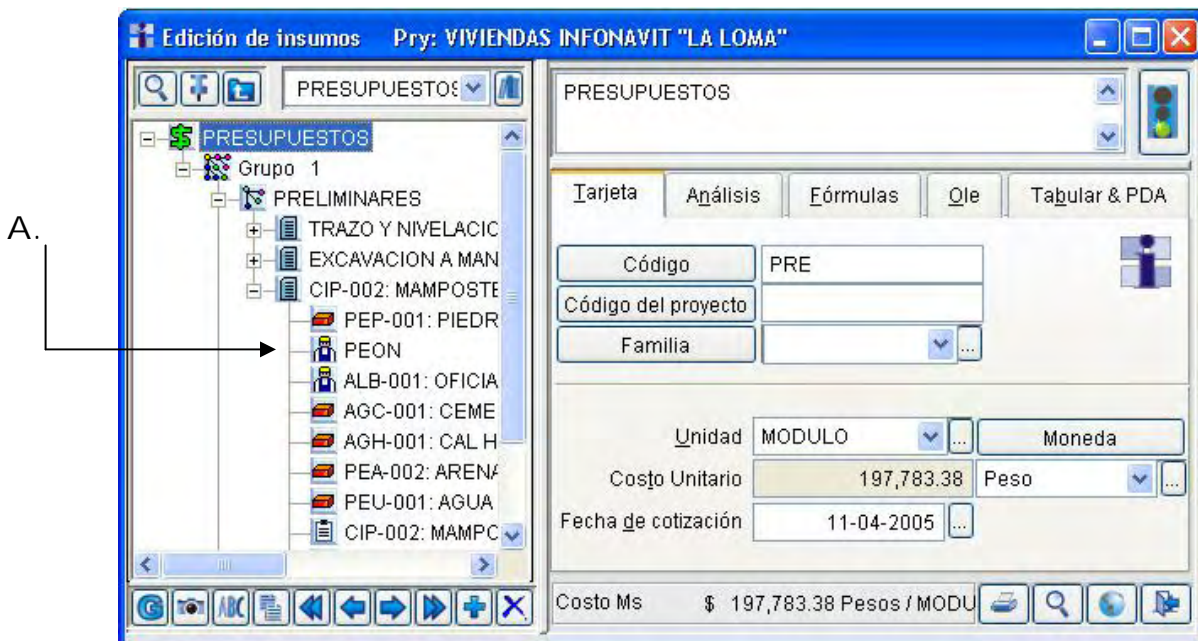 Edición de insumos Pry: VIVIENDAS INFONAVIT "LA LOMA"
PRESUPUESTOS
PRESUPUESTOS
Grupo 1
PRELIMINARES
TRAZO Y NIVELACIC
EXCAVACION A MAN
CIP-002: MAMPOSTE
PEP-001: PIEDR
PEON
ALB-001: OFICIA
AGC-001: CEME
AGH-001: CAL H
PEA-002: ARENA
PEU-001: AGUA
CIP-002: MAMPC
A.
G ABC
PRESUPUESTOS
Tarjeta Análisis Fórmulas Ole Tabular & PDA
Código PRE
Código del proyecto
Familia ...
Unidad MODULO ... Moneda
Costo Unitario 197,783.38 Peso ...
Fecha de cotización 11-04-2005 ...
Costo Ms $ 197,783.38 Pesos / MODU